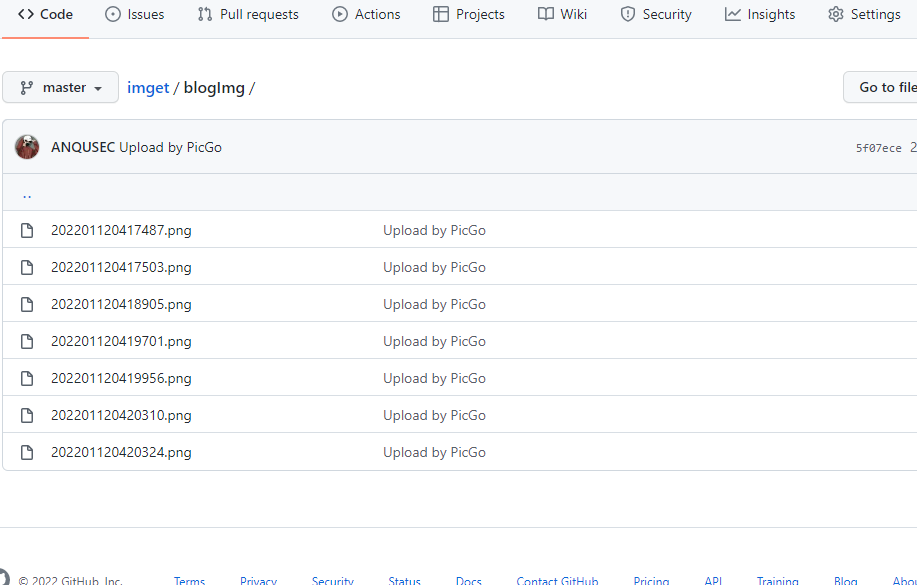 Code Issues Pull requests Actions Projects Wiki Security Insights Settings
master imget / blogImg / Go to file
ANQUSEC Upload by PicGo 5f07ece 2
..
202201120417487.png Upload by PicGo
202201120417503.png Upload by PicGo
202201120418905.png Upload by PicGo
202201120419701.png Upload by PicGo
202201120419956.png Upload by PicGo
202201120420310.png Upload by PicGo
202201120420324.png Upload by PicGo
© 2022 GitHub, Inc. Terms Privacy Security Status Docs Contact GitHub Pricing API Training Blog Abou